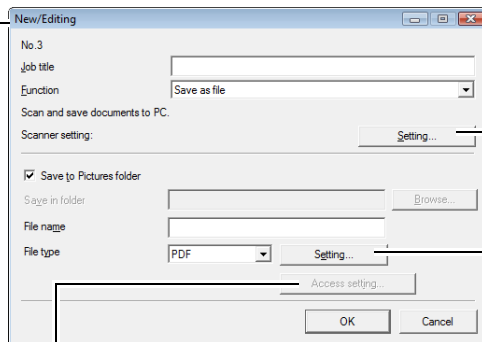 New/Editing
No.3
Job title
Function Save as file
Scan and save documents to PC.
Scanner setting: Setting...
Save to Pictures folder
Save in folder Browse...
File name
File type PDF Setting...
Access setting...
OK Cancel